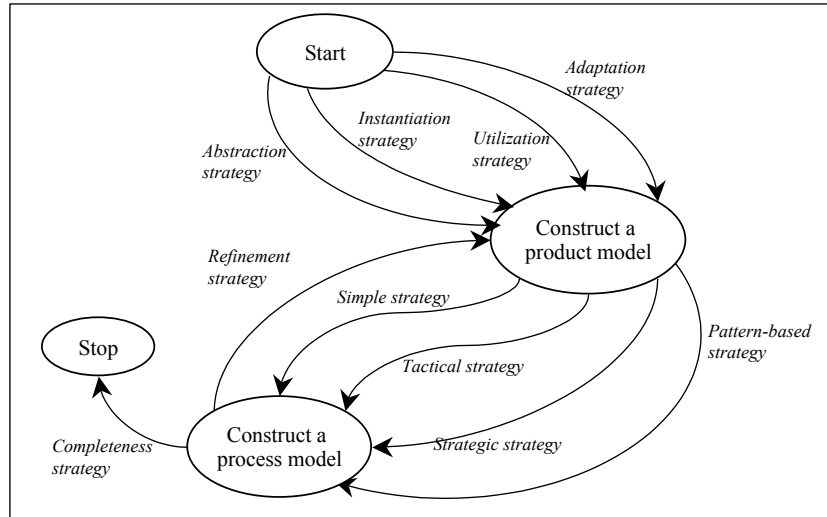 Start
Adaptation
strategy
Instantiation
strategy
Utilization
strategy
Abstraction
strategy
Construct a
product model
Refinement
strategy
Simple strategy
Pattern-based
strategy
Stop
Tactical strategy
Construct a
process model
Strategic strategy
Completeness
strategy